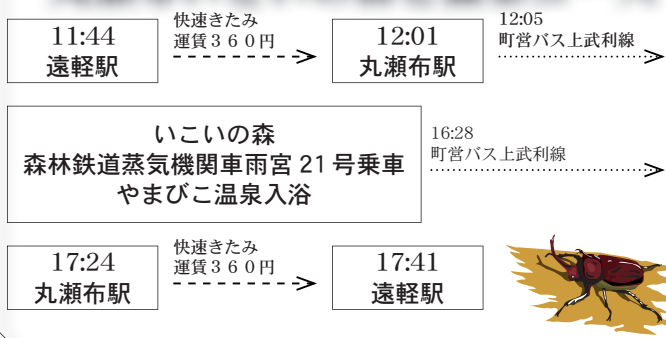 11:44
遠軽駅
快速きたみ
運賃３６０円
12:01
丸瀬布駅
12:05
町営バス上武利線
いこいの森
森林鉄道蒸気機関車雨宮 21 号乗車
やまびこ温泉入浴
16:28
町営バス上武利線
17:24
丸瀬布駅
快速きたみ
運賃３６０円
17:41
遠軽駅